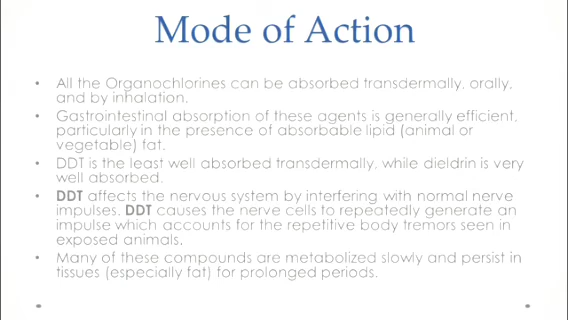 Mode of Action
• All the Organochlorines can be absorbed transdermally, orally,
and by inhalation.
• Gastrointestinal absorption of these agents is generally efficient,
particularly in the presence of absorbable lipid (animal or
vegetable) fat.
• DDT is the least well absorbed transdermally, while dieldrin is very
well absorbed.
• DDT affects the nervous system by interfering with normal nerve
impulses. DDT causes the nerve cells to repeatedly generate an
impulse which accounts for the repetitive body tremors seen in
exposed animals.
• Many of these compounds are metabolized slowly and persist in
tissues (especially fat) for prolonged periods.